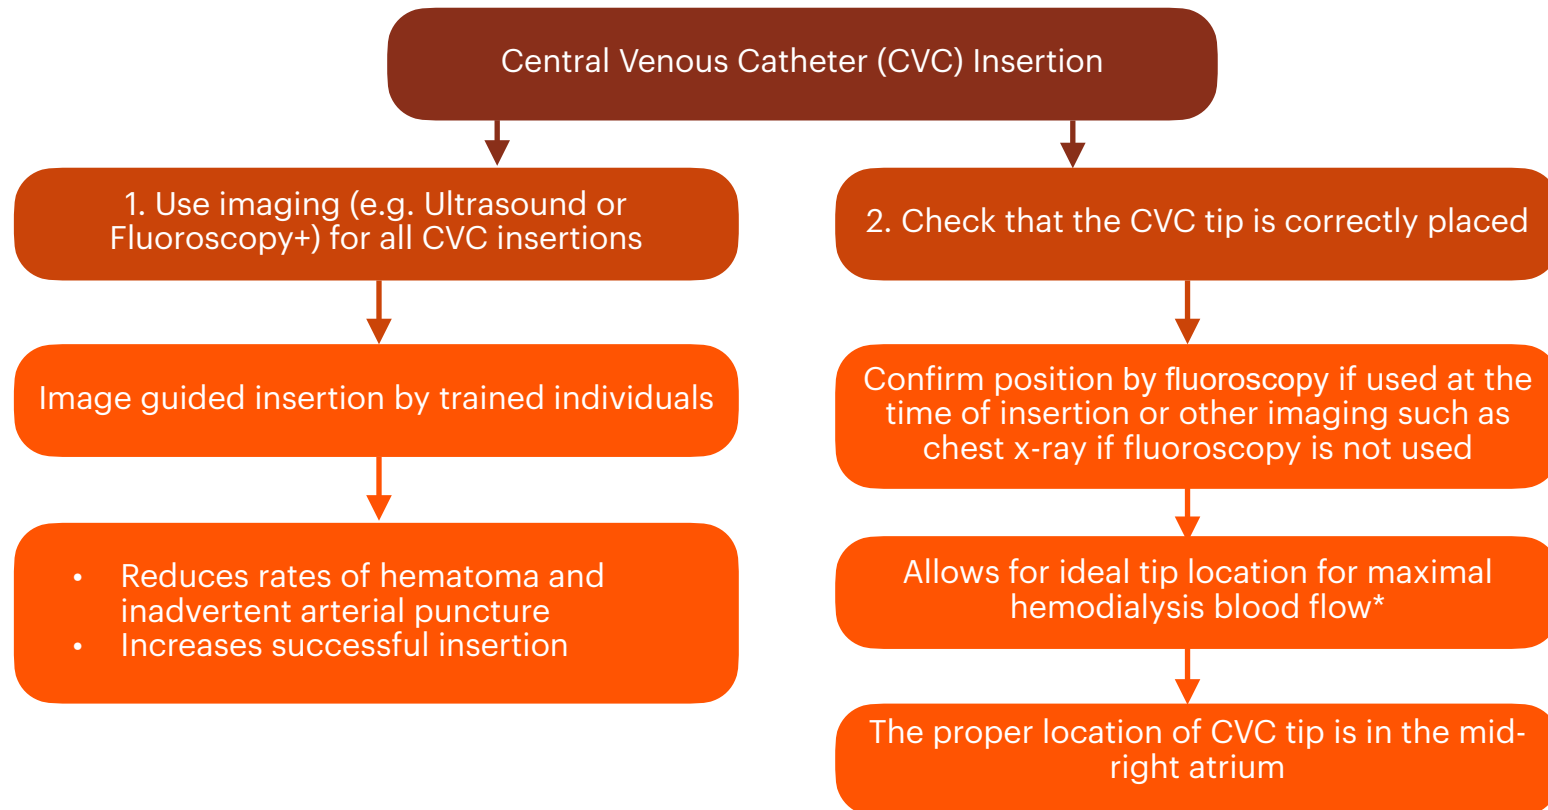 Central Venous Catheter (CVC) Insertion
1. Use imaging (e.g. Ultrasound or
Fluoroscopy+) for all CVC insertions
Image guided insertion by trained individuals
• Reduces rates of hematoma and
inadvertent arterial puncture
• Increases successful insertion
2. Check that the CVC tip is correctly placed
Confirm position by fluoroscopy if used at the
time of insertion or other imaging such as
chest x-ray if fluoroscopy is not used
Allows for ideal tip location for maximal
hemodialysis blood flow*
The proper location of CVC tip is in the mid-
right atrium